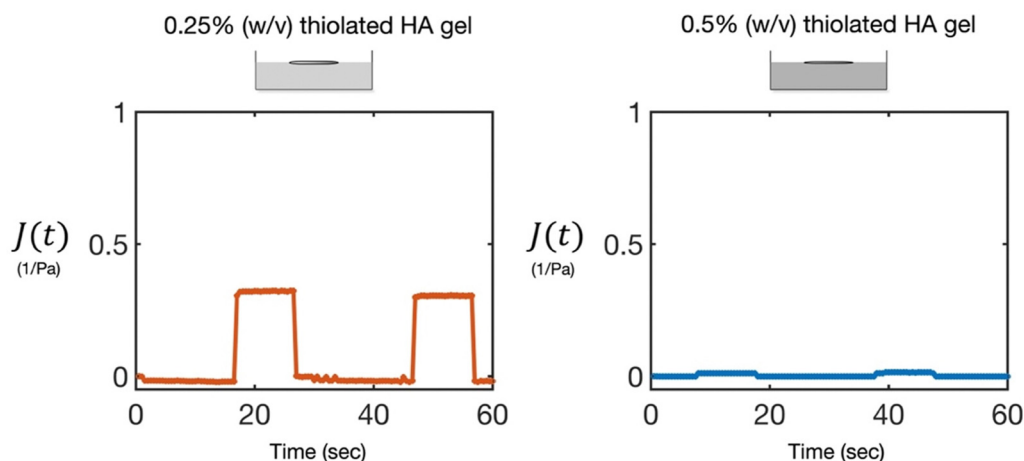 0.25% (w/v) thiolated HA gel
1
0.5
0
J(t)
(1/Pa)
0 20 40 60
Time (sec)
0.5% (w/v) thiolated HA gel
1
0.5
0
J(t)
(1/Pa)
0 20 40 60
Time (sec)